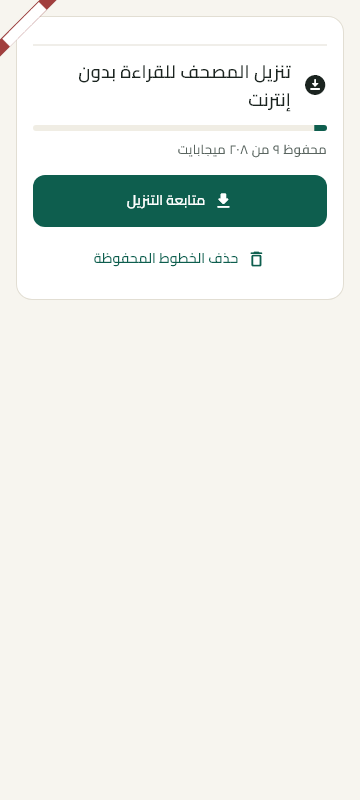 تنزيل المصحف للقراءة بدون
إنترنت
محفوظ ٩ من ٢٠٨ ميجابايت
متابعة التنزيل
حذف الخطوط المحفوظة